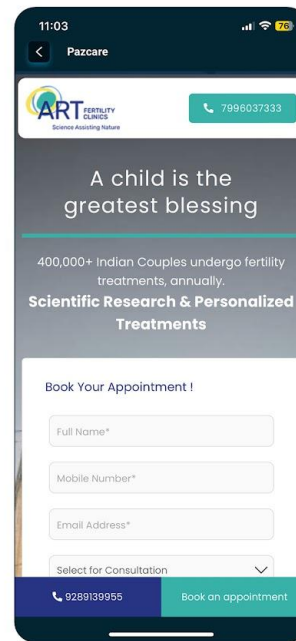 11:03
76
Pazcare
ART FERTILITY
CLINICS
Science Assisting Nature
7996037333
A child is the
greatest blessing
400,000+ Indian Couples undergo fertility
treatments, annually.
Scientific Research & Personalized
Treatments
Book Your Appointment !
Full Name*
Mobile Number*
Email Address*
Select for Consultation
9289139955
Book an appointment